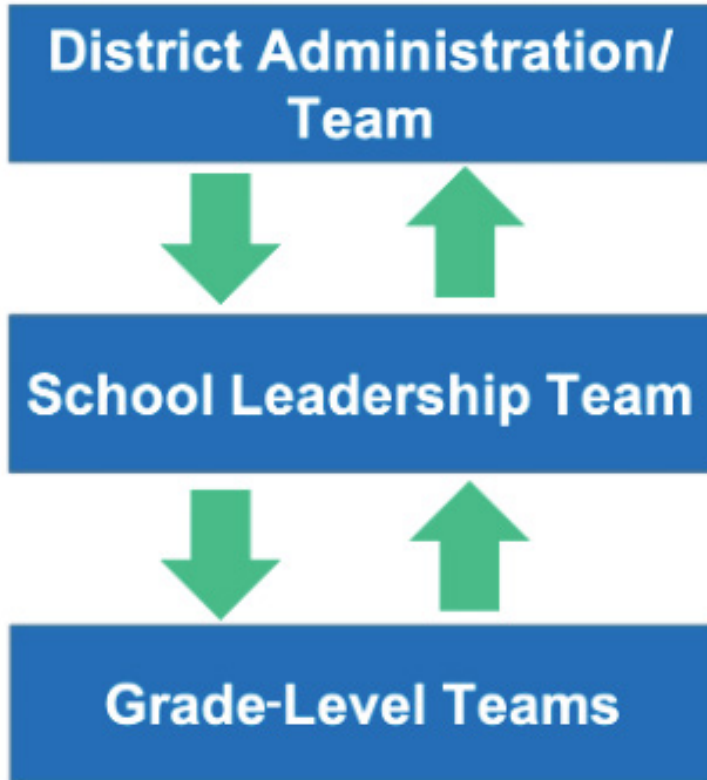 District Administration/
Team
School Leadership Team
Grade-Level Teams